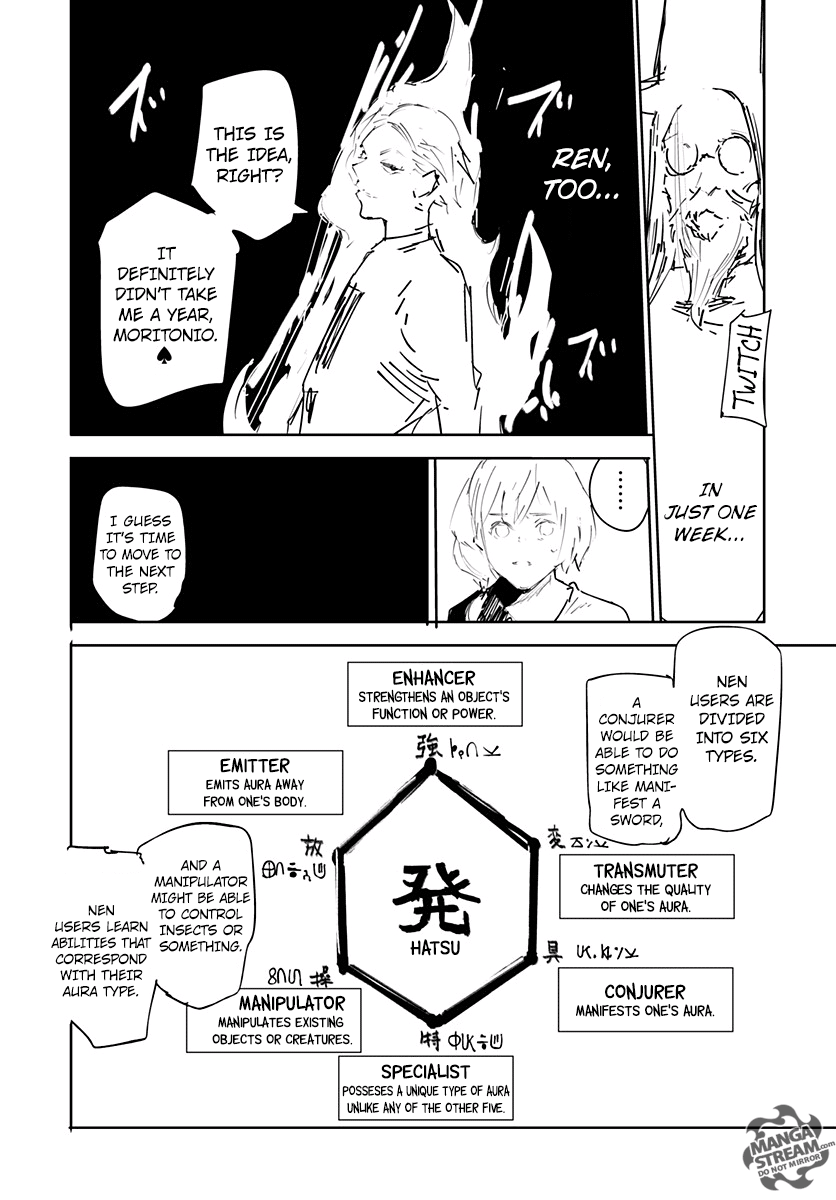 TWITCH
IN
JUST ONE
WEEK...
REN,
TOO...
ズ
ズ
THIS IS
THE IDEA,
RIGHT?
IT
DEFINITELY
DIDN'T TAKE
ME A YEAR,
MORITONIO.
♠
......
I GUESS
IT'S TIME
TO MOVE TO
THE NEXT
STEP.
NEN
USERS ARE
DIVIDED
INTO SIX
TYPES.
A
CONJURER
WOULD BE
ABLE TO DO
SOMETHING
LIKE MANI-
FEST A
SWORD,
ENHANCER
STRENGTHENS AN OBJECT'S
FUNCTION OR POWER.
強
EMITTER
EMITS AURA AWAY
FROM ONE'S BODY.
放
変
TRANSMUTER
CHANGES THE QUALITY
OF ONE'S AURA.
発
HATSU
AND A
MANIPULATOR
MIGHT BE ABLE
TO CONTROL
INSECTS OR
SOMETHING.
NEN
USERS LEARN
ABILITIES THAT
CORRESPOND
WITH THEIR
AURA TYPE.
具
CONJURER
MANIFESTS ONE'S AURA.
操
MANIPULATOR
MANIPULATES EXISTING
OBJECTS OR CREATURES.
特
SPECIALIST
POSSESES A UNIQUE TYPE OF AURA
UNLIKE ANY OF THE OTHER FIVE.
MANGA
STREAM.com
DO NOT MIRROR